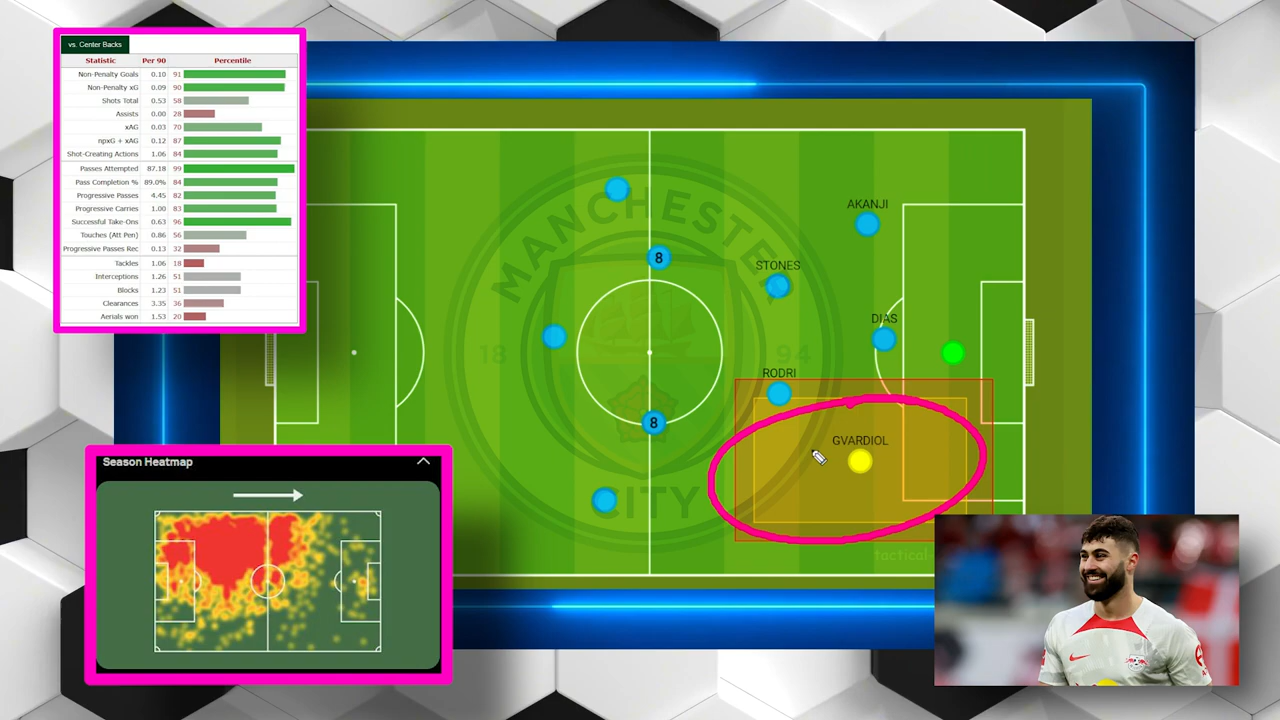 vs. Center Backs
Statistic Per 90 Percentile
Non-Penalty Goals 0.10 91
Non-Penalty xG 0.09 90
Shots Total 0.53 58
Assists 0.00 28
xAG 0.03 70
npxG + xAG 0.12 87
Shot-Creating Actions 1.06 84
Passes Attempted 87.18 99
Pass Completion % 89.0% 84
Progressive Passes 4.45 82
Progressive Carries 1.00 83
Successful Take-Ons 0.63 96
Touches (Att Pen) 0.86 56
Progressive Passes Rec 0.13 32
Tackles 1.06 18
Interceptions 1.26 51
Blocks 1.23 51
Clearances 3.35 36
Aerials won 1.53 20
MANCHESTER
18 94
CITY
AKANJI
8
STONES
DIAS
RODRI
8
GVARDIOL
tactical
Season Heatmap